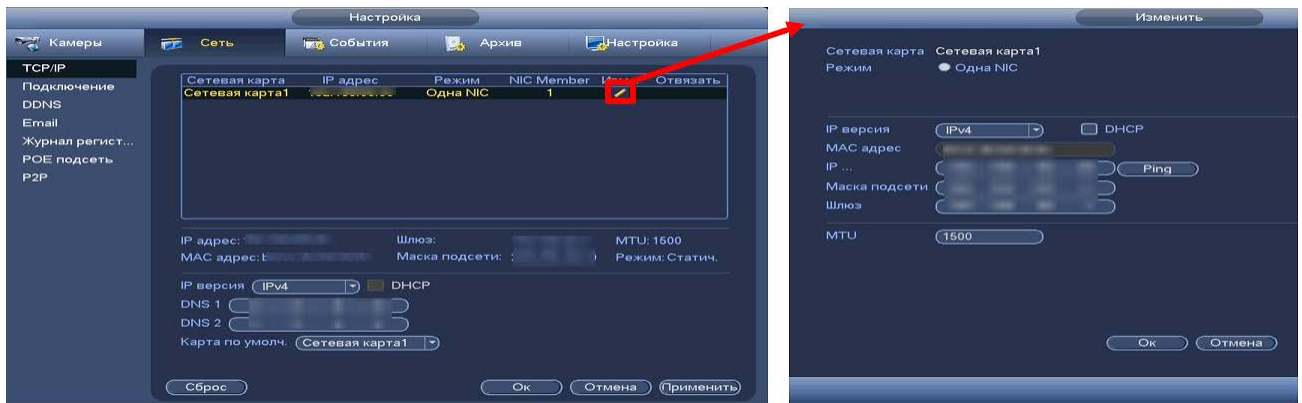 Настройка
Камеры Сеть События Архив Настройка
TCP/IP
Подключение
DDNS
Email
Журнал регист...
POE подсеть
P2P
Сетевая карта IP адрес Режим NIC Member Отвязать
Сетевая карта1 Одна NIC 1
IP адрес: Шлюз: MTU: 1500
MAC адрес: Маска подсети: Режим: Статич.
IP версия IPv4 DHCP
DNS 1
DNS 2
Карта по умолч. Сетевая карта1
Сброс Ок Отмена Применить
Изменить
Сетевая карта Сетевая карта1
Режим Одна NIC
IP версия IPv4 DHCP
MAC адрес
IP ... Ping
Маска подсети
Шлюз
MTU 1500
Ок Отмена